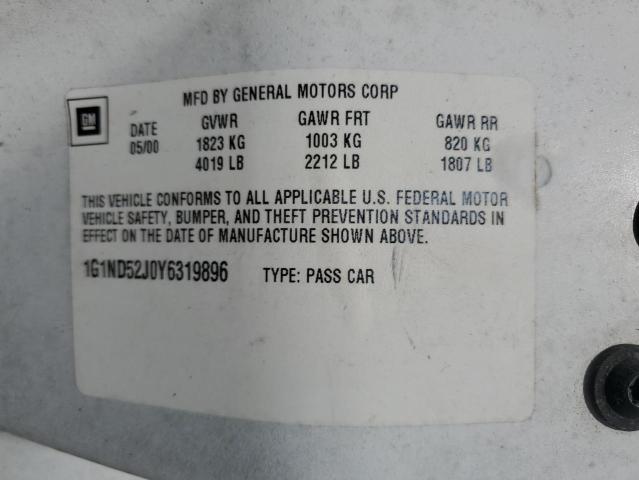 MFD BY GENERAL MOTORS CORP
GM
DATE GVWR GAWR FRT GAWR RR
05/00 1823 KG 1003 KG 820 KG
4019 LB 2212 LB 1807 LB
THIS VEHICLE CONFORMS TO ALL APPLICABLE U.S. FEDERAL MOTOR
VEHICLE SAFETY, BUMPER, AND THEFT PREVENTION STANDARDS IN
EFFECT ON THE DATE OF MANUFACTURE SHOWN ABOVE.
1G1ND52J0Y6319896 TYPE: PASS CAR